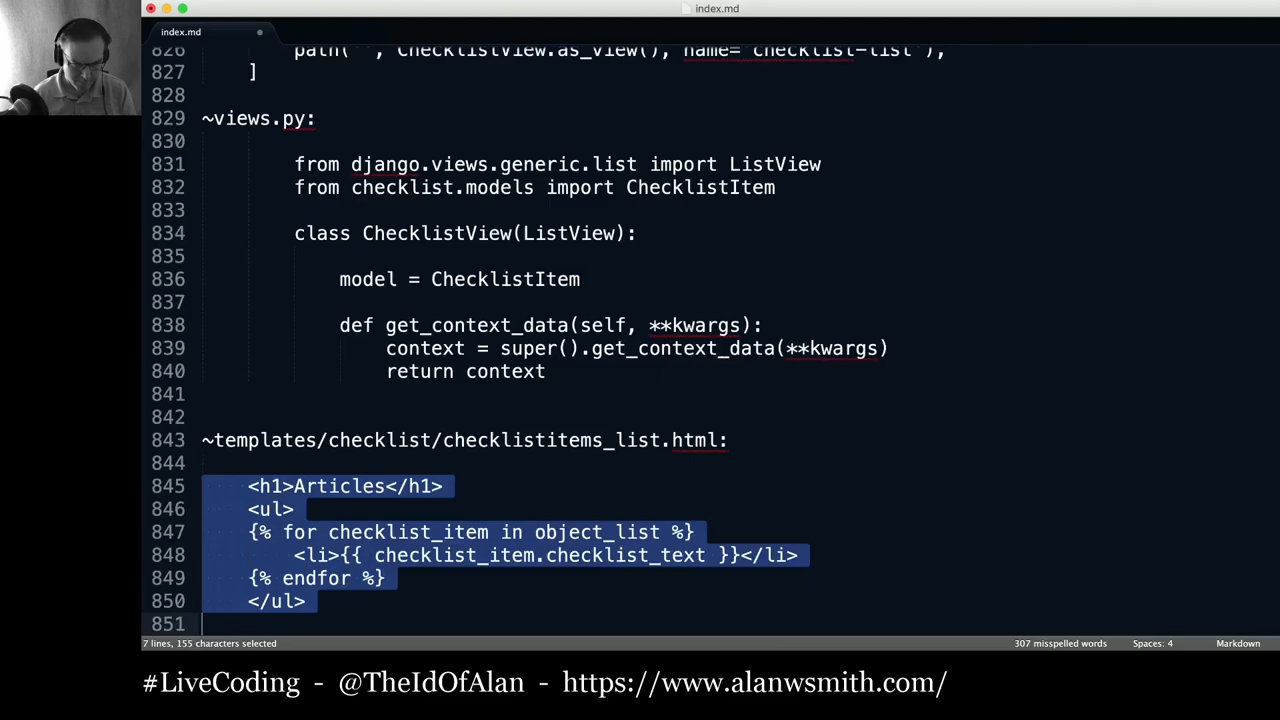 index.md
index.md
826 path('', ChecklistView.as_view(), name='checklist-list'),
827 ]
828
829 ~views.py:
830
831 from django.views.generic.list import ListView
832 from checklist.models import ChecklistItem
833
834 class ChecklistView(ListView):
835
836 model = ChecklistItem
837
838 def get_context_data(self, **kwargs):
839 context = super().get_context_data(**kwargs)
840 return context
841
842
843 ~templates/checklist/checklistitems_list.html:
844
845 <h1>Articles</h1>
846 <ul>
847 {% for checklist_item in object_list %}
848 <li>{{ checklist_item.checklist_text }}</li>
849 {% endfor %}
850 </ul>
851
7 lines, 155 characters selected 307 misspelled words Spaces: 4 Markdown
#LiveCoding - @TheIdOfAlan - https://www.alanwsmith.com/